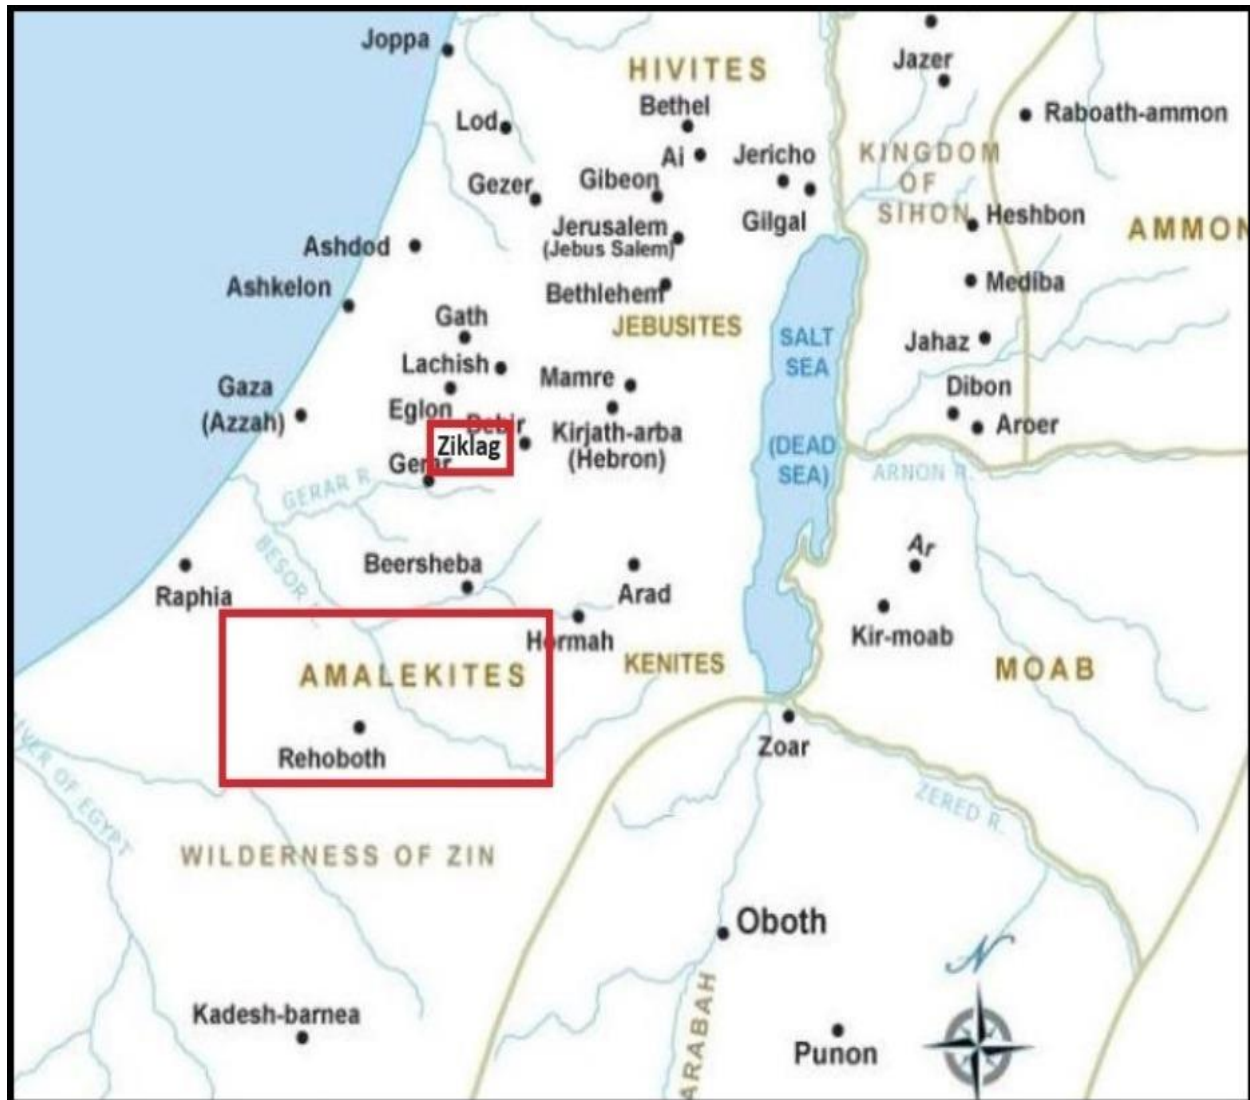 Joppa
HIVITES
Jazer
Bethel
Raboath-ammon
Lod
Ai
Jericho
KINGDOM
OF
SIHON
Gezer
Gibeon
Gilgal
Heshbon
Jerusalem
(Jebus Salem)
AMMON
Ashdod
Ashkelon
Bethlehem
Mediba
Gath
JEBUSITES
SALT
SEA
Jahaz
Lachish
Mamre
Gaza
(Azzah)
Dibon
Eglon
Debir
Aroer
Ziklag
Kirjath-arba
(Hebron)
(DEAD
SEA)
Gerar
ARNON R.
GERAR R.
BESOR
Ar
Beersheba
Raphia
Arad
Hormah
Kir-moab
AMALEKITES
KENITES
MOAB
Rehoboth
Zoar
OF EGYPT
ZERED R.
WILDERNESS OF ZIN
Oboth
N
ARABAH
Kadesh-barnea
Punon